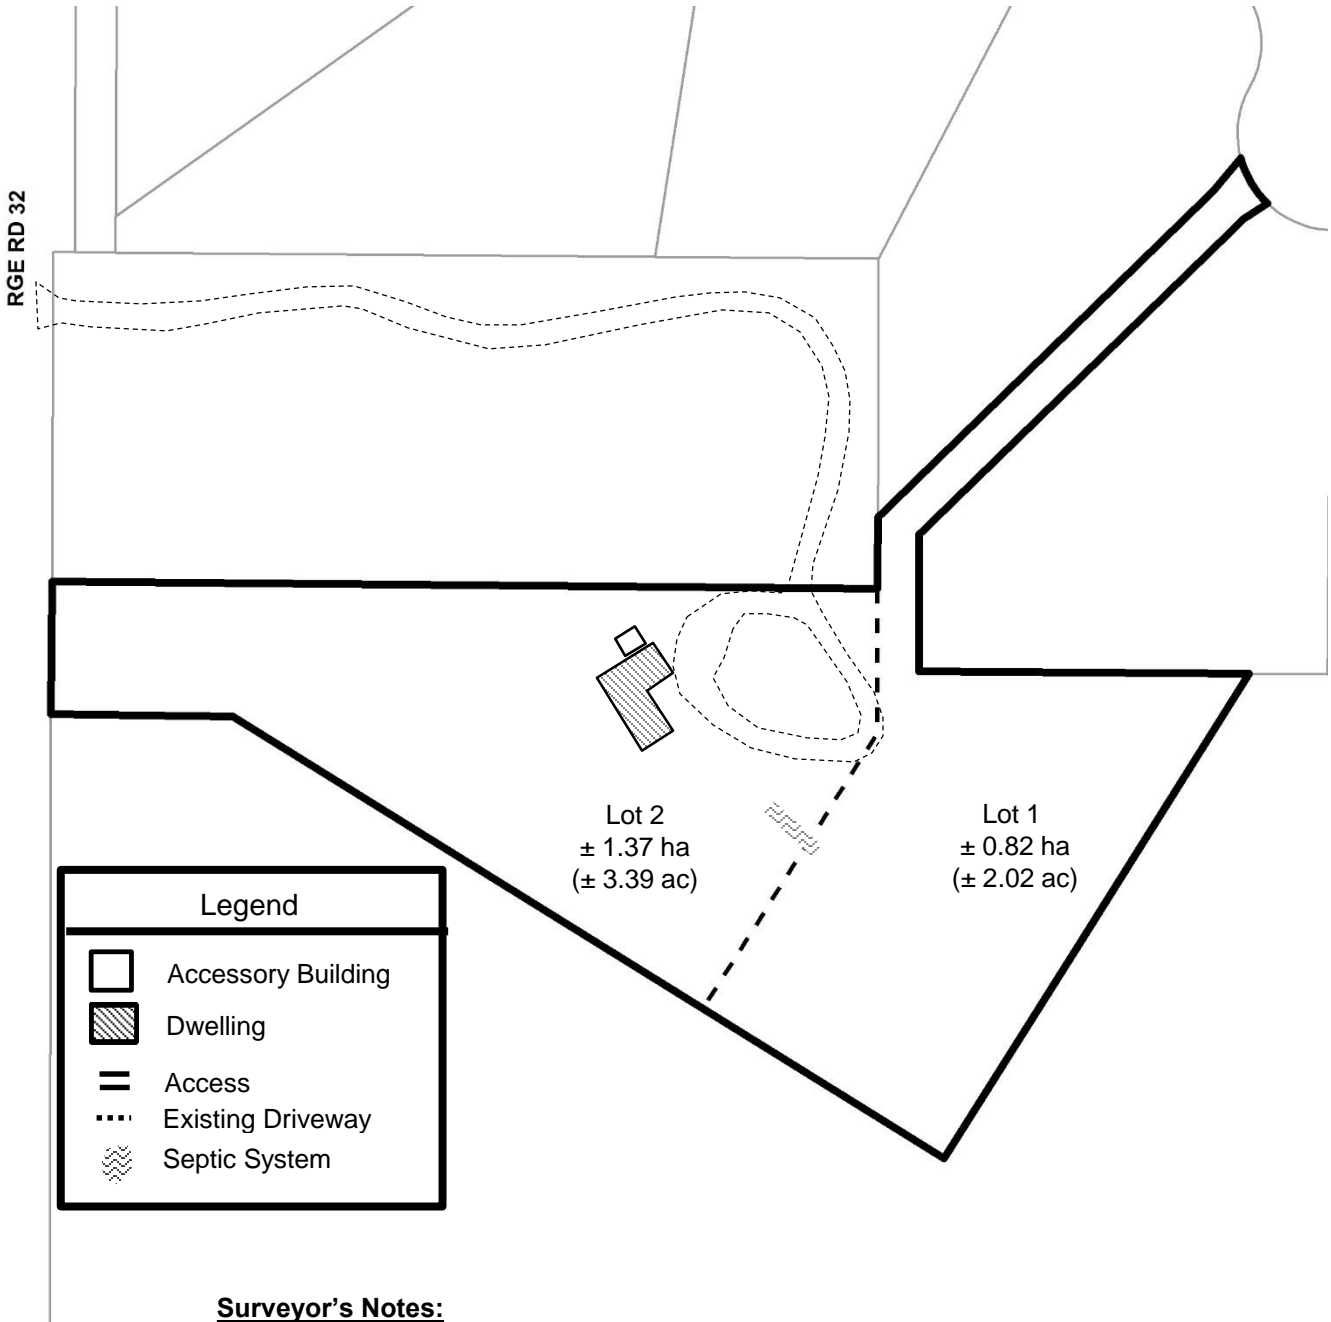 RGE RD 32
Lot 2
± 1.37 ha
(± 3.39 ac)
Lot 1
± 0.82 ha
(± 2.02 ac)
Legend
Accessory Building
Dwelling
Access
Existing Driveway
Septic System
Surveyor's Notes: